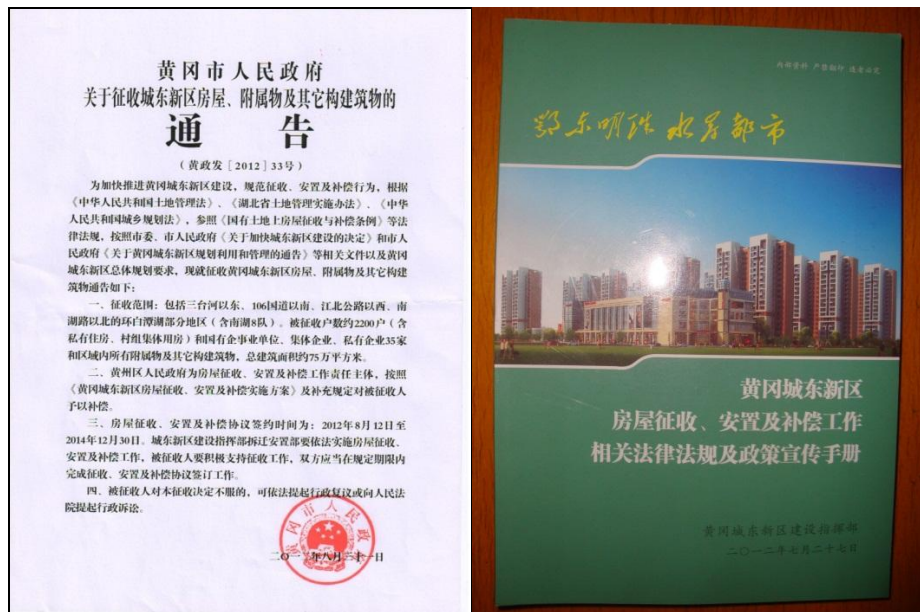 黄冈市人民政府
关于征收城东新区房屋、附属物及其它构建筑物的
通 告
（黄政发［2012］33号）
为加快推进黄冈城东新区建设，规范征收、安置及补偿行为，根据
《中华人民共和国土地管理法》、《湖北省土地管理实施办法》、《中华
人民共和国城乡规划法》，参照《国有土地上房屋征收与补偿条例》等法
律法规，按照市委、市人民政府《关于加快城东新区建设的决定》和市人
民政府《关于黄冈城东新区规划利用和管理的通告》等相关文件以及黄冈
城东新区总体规划要求，现就征收黄冈城东新区房屋、附属物及其它构建
筑物通告如下：
一、征收范围：包括三台河以东、106国道以南、江北公路以西、南
湖路以北的环白潭湖部分地区（含南湖8队）。被征收户数约2200户（含
私有住房、村组集体用房）和国有企事业单位、集体企业、私有企业35家
和区域内所有附属物及其它构建筑物，总建筑面积约75万平方米。
二、黄州区人民政府为房屋征收、安置及补偿工作责任主体，按照
《黄冈城东新区房屋征收、安置及补偿实施方案》及补充规定对被征收人
予以补偿。
三、房屋征收、安置及补偿协议签约时间为：2012年8月12日至
2014年12月30日。城东新区建设指挥部拆迁安置部要依法实施房屋征收、
安置及补偿工作，被征收人要积极支持征收工作，双方应当在规定期限内
完成征收、安置及补偿协议签订工作。
四、被征收人对本征收决定不服的，可依法提起行政复议或向人民法
院提起行政诉讼。
黄冈市人民政
二〇一 年八月 十一日
内部资料 严禁翻印 违者必究
鄂东明珠 水岸都市
黄冈城东新区
房屋征收、安置及补偿工作
相关法律法规及政策宣传手册
黄冈城东新区建设指挥部
二〇一二年七月二十七日